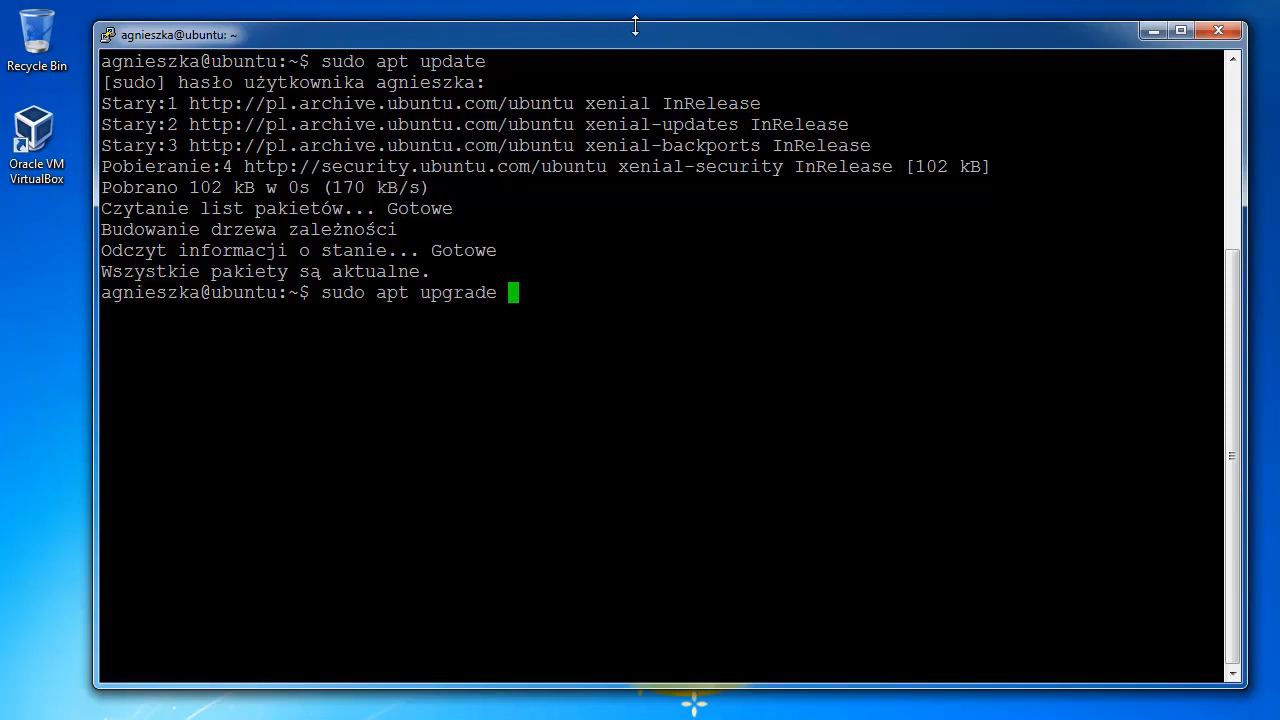 Recycle Bin
Oracle VM
VirtualBox
agnieszka@ubuntu: ~
agnieszka@ubuntu:~$ sudo apt update
[sudo] hasło użytkownika agnieszka:
Stary:1 http://pl.archive.ubuntu.com/ubuntu xenial InRelease
Stary:2 http://pl.archive.ubuntu.com/ubuntu xenial-updates InRelease
Stary:3 http://pl.archive.ubuntu.com/ubuntu xenial-backports InRelease
Pobieranie:4 http://security.ubuntu.com/ubuntu xenial-security InRelease [102 kB]
Pobrano 102 kB w 0s (170 kB/s)
Czytanie list pakietów... Gotowe
Budowanie drzewa zależności
Odczyt informacji o stanie... Gotowe
Wszystkie pakiety są aktualne.
agnieszka@ubuntu:~$ sudo apt upgrade